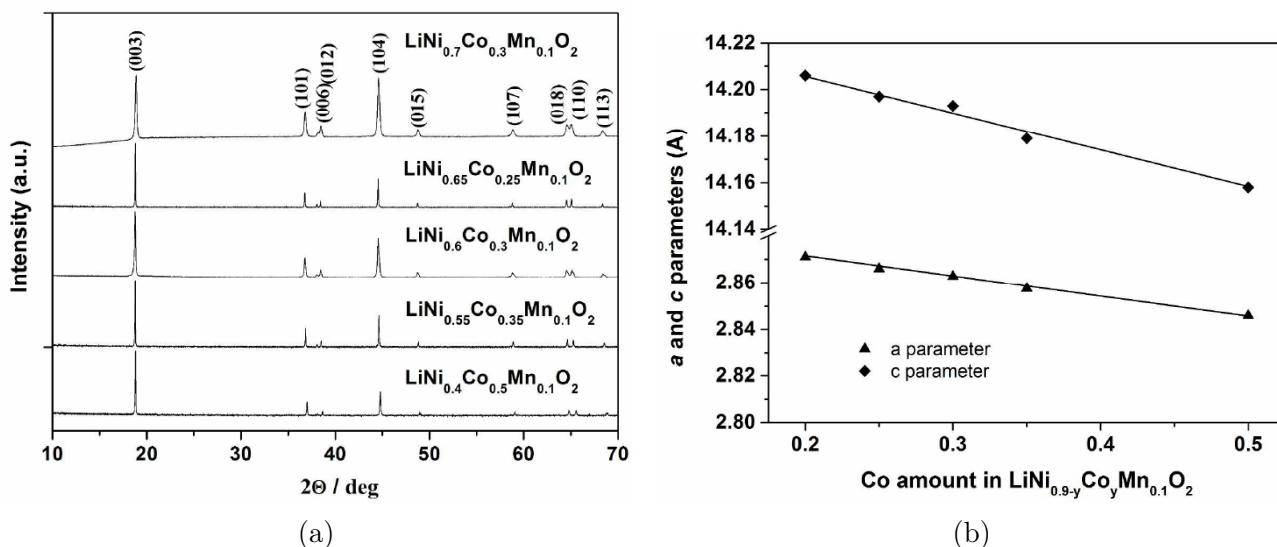 LiNi0.7Co0.3Mn0.1O2
(003)
(101)
(006)
(012)
(104)
(015)
(107)
(018)
(110)
(113)
LiNi0.65Co0.25Mn0.1O2
LiNi0.6Co0.3Mn0.1O2
LiNi0.55Co0.35Mn0.1O2
LiNi0.4Co0.5Mn0.1O2
Intensity (a.u.)
10 20 30 40 50 60 70
2Θ / deg
(a)
14.22
14.20
14.18
14.16
14.14
2.86
2.84
2.82
2.80
a and c parameters (A)
a parameter
c parameter
0.2 0.3 0.4 0.5
Co amount in LiNi0.9-yCoyMn0.1O2
(b)